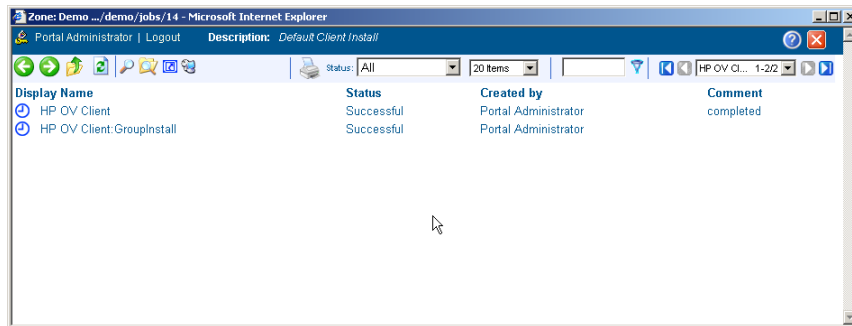 Zone: Demo .../demo/jobs/14 - Microsoft Internet Explorer
Portal Administrator | Logout Description: Default Client Install
Status: All 20 Items HP OV Cl... 1-2/2
Display Name Status Created by Comment
HP OV Client Successful Portal Administrator completed
HP OV Client:GroupInstall Successful Portal Administrator